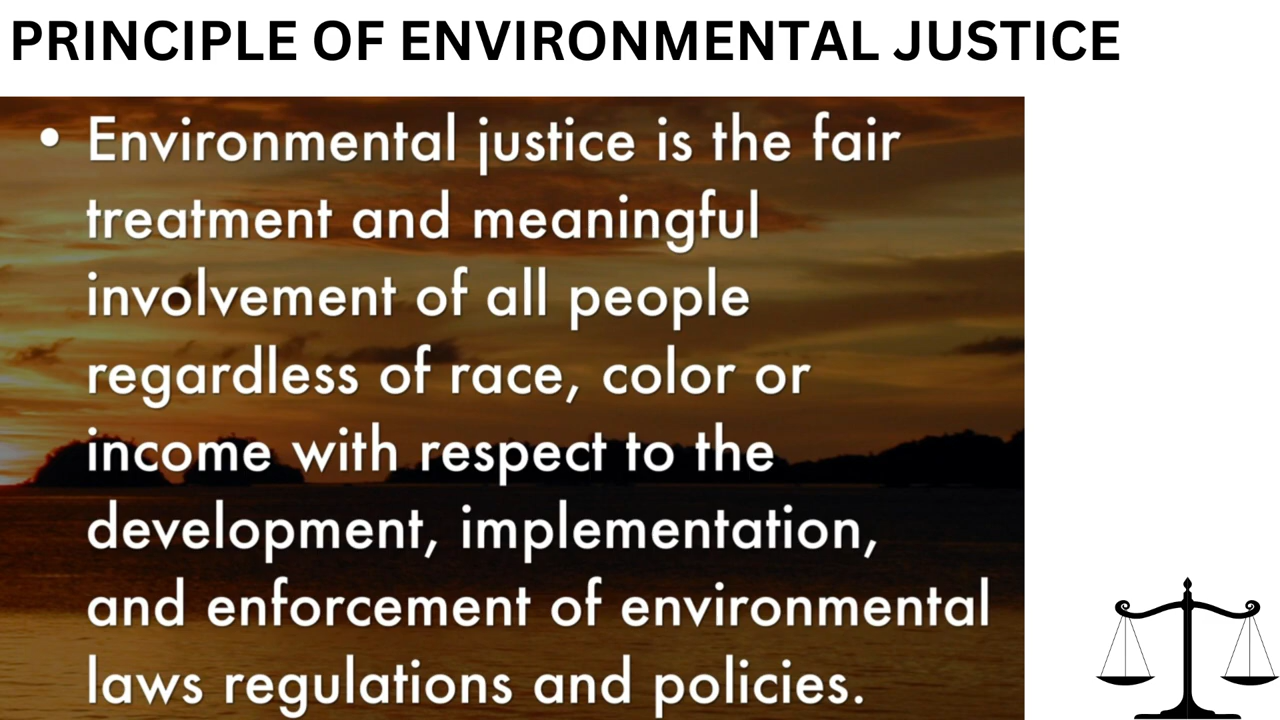 PRINCIPLE OF ENVIRONMENTAL JUSTICE
• Environmental justice is the fair
treatment and meaningful
involvement of all people
regardless of race, color or
income with respect to the
development, implementation,
and enforcement of environmental
laws regulations and policies.